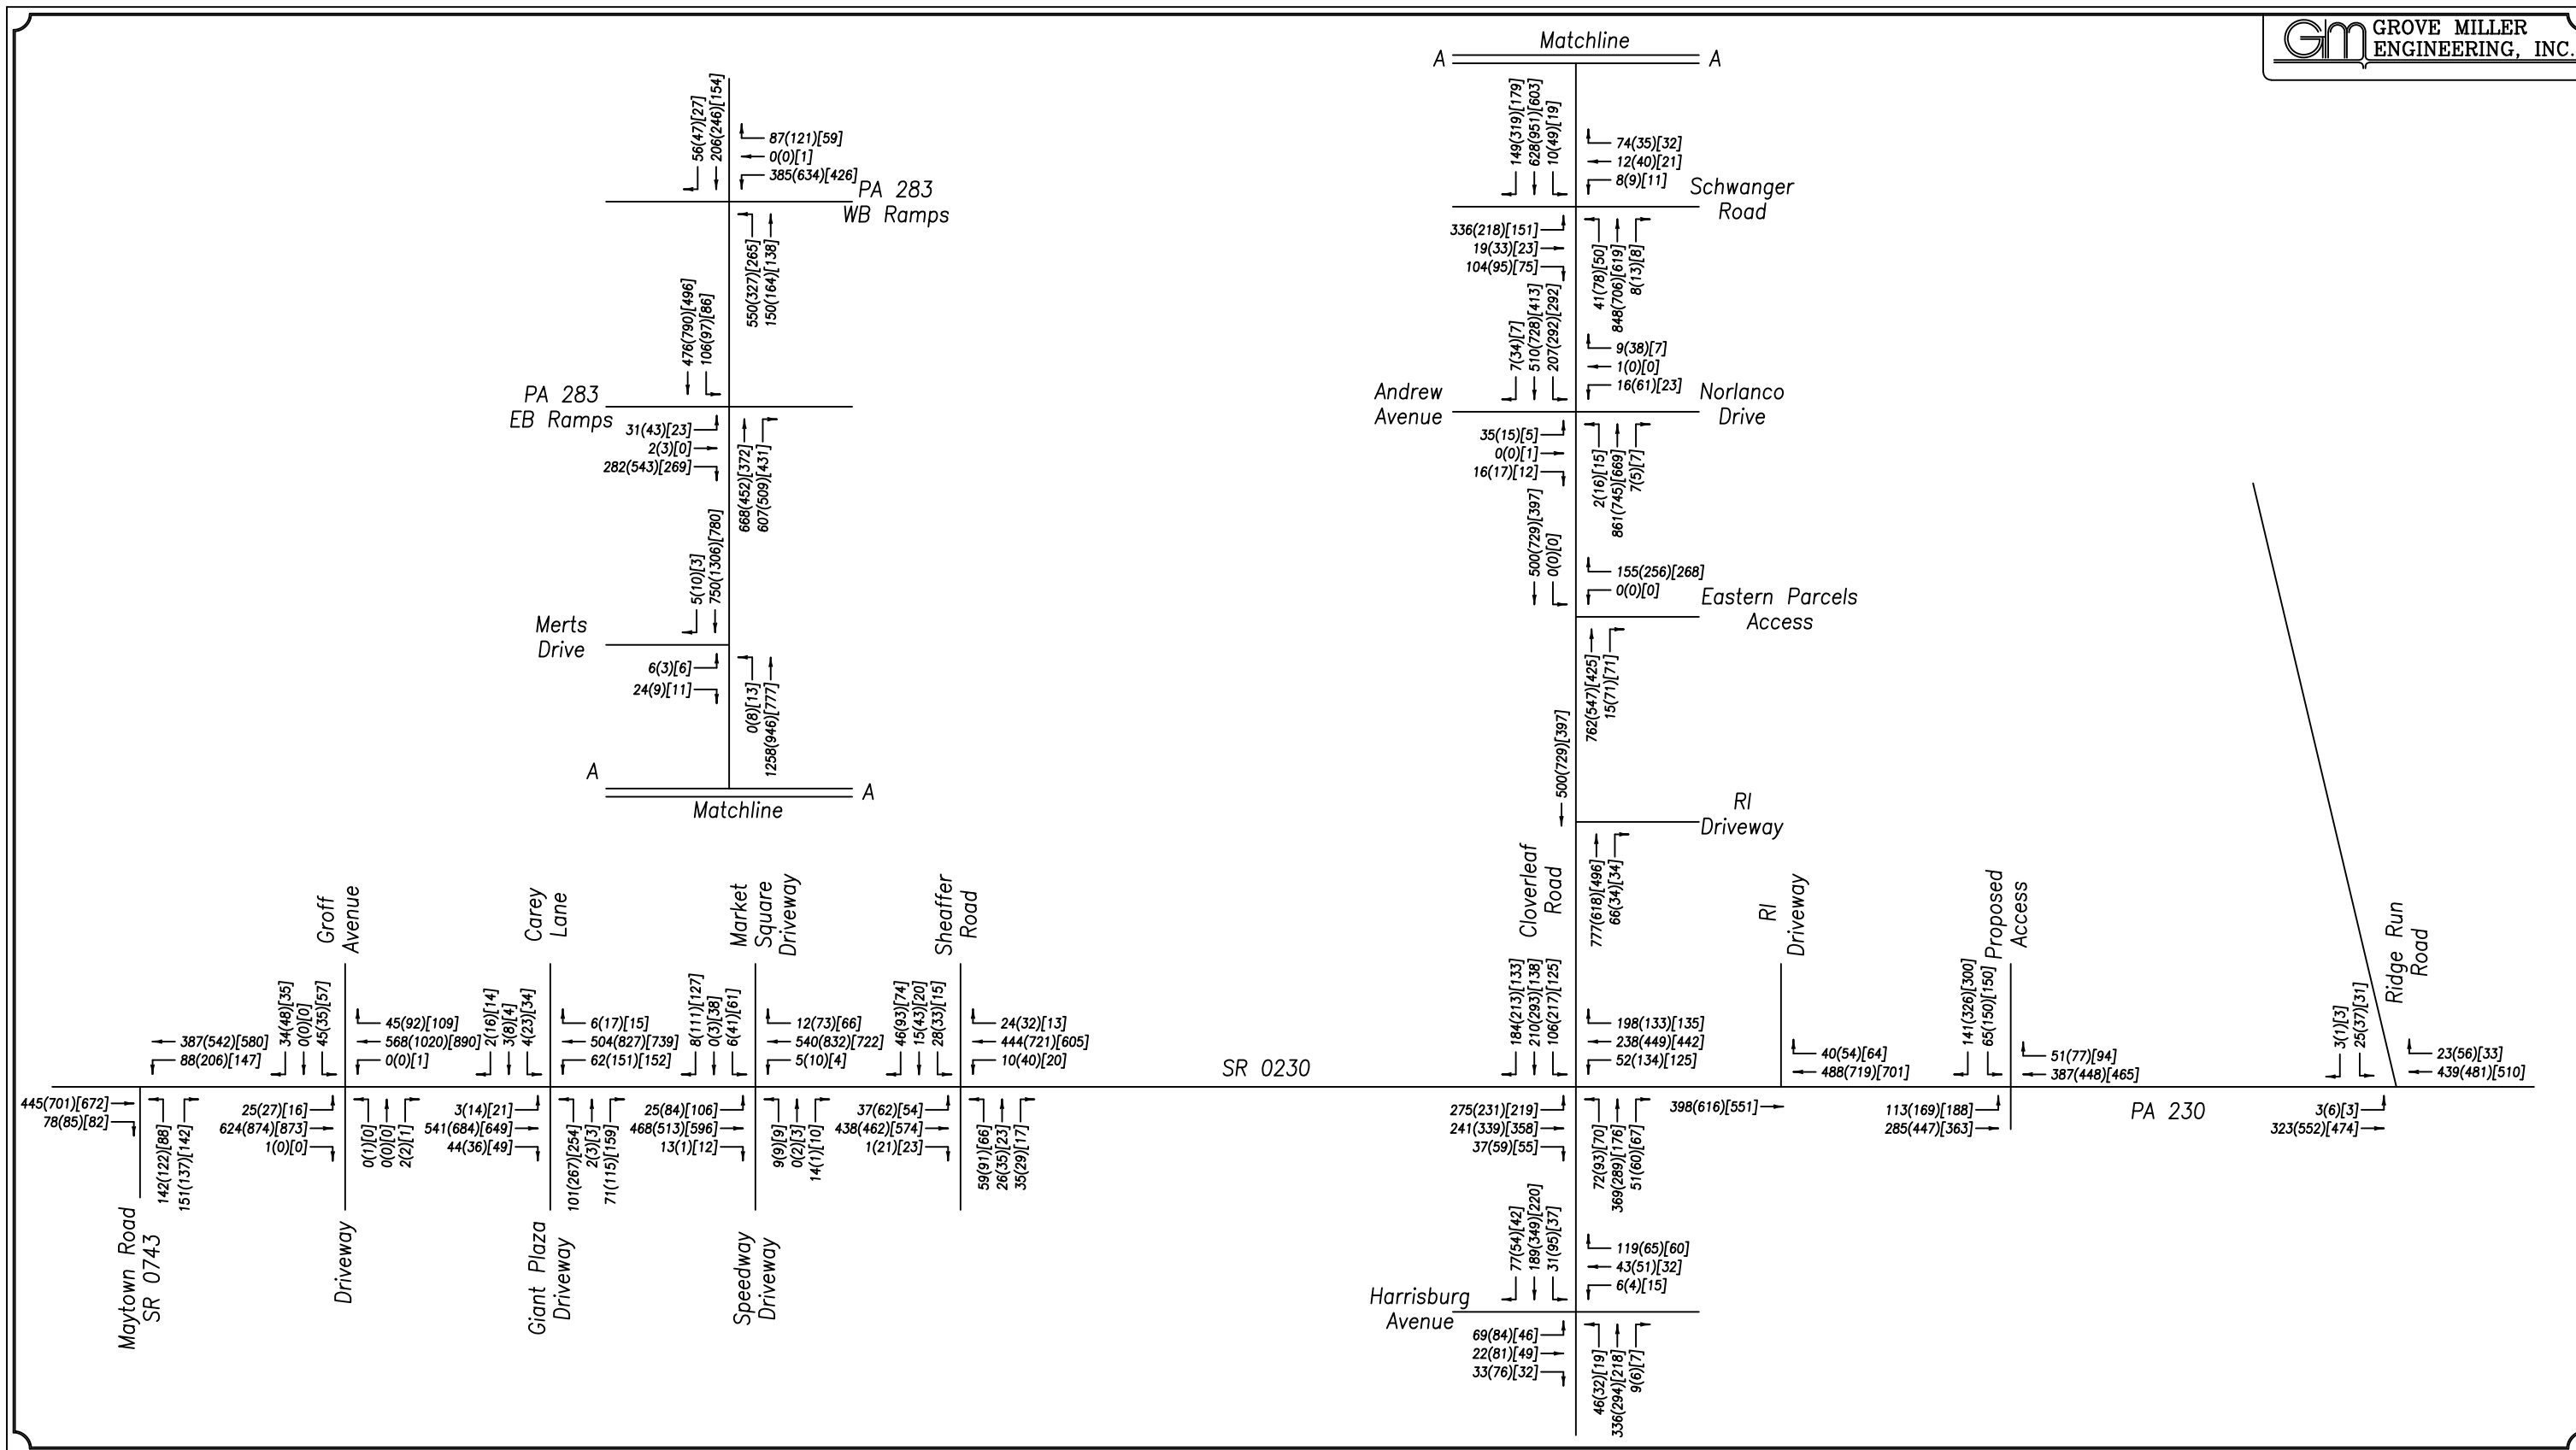 GROVE MILLER
ENGINEERING, INC.
Matchline
A
A
56(47)[27]
206(246)[154]
87(121)[59]
0(0)[1]
385(634)[426]
PA 283
WB Ramps
550(327)[265]
150(164)[138]
476(790)[496]
106(97)[86]
PA 283
EB Ramps
31(43)[23]
2(3)[0]
282(543)[269]
668(452)[372]
607(509)[431]
5(10)[3]
750(1306)[780]
Merts
Drive
6(3)[6]
24(9)[11]
0(8)[13]
1258(946)[777]
A
A
Matchline
149(319)[179]
628(951)[603]
10(49)[19]
74(35)[32]
12(40)[21]
8(9)[11]
Schwanger
Road
336(218)[151]
19(33)[23]
104(95)[75]
41(78)[50]
848(706)[619]
8(13)[8]
7(34)[7]
510(728)[413]
207(292)[292]
9(38)[7]
1(0)[0]
16(61)[23]
Andrew
Avenue
Norlanco
Drive
35(15)[5]
0(0)[1]
16(17)[12]
2(16)[15]
861(745)[669]
7(5)[7]
500(729)[397]
0(0)[0]
155(256)[268]
0(0)[0]
Eastern Parcels
Access
762(547)[425]
15(71)[71]
500(729)[397]
RI
Driveway
777(618)[496]
66(34)[34]
Cloverleaf
Road
387(542)[580]
88(206)[147]
445(701)[672]
78(85)[82]
142(122)[88]
151(137)[142]
Maytown Road
SR 0743
Groff
Avenue
34(48)[35]
0(0)[0]
45(35)[57]
45(92)[109]
568(1020)[890]
0(0)[1]
25(27)[16]
624(874)[873]
1(0)[0]
0(1)[0]
0(0)[0]
2(2)[1]
Driveway
Carey
Lane
2(16)[14]
3(8)[4]
4(23)[34]
6(17)[15]
504(827)[739]
62(151)[152]
3(14)[21]
541(684)[649]
44(36)[49]
101(267)[254]
2(3)[3]
71(115)[159]
Giant Plaza
Driveway
Market
Square
Driveway
8(111)[127]
0(3)[38]
6(41)[61]
12(73)[66]
540(832)[722]
5(10)[4]
25(84)[106]
468(513)[596]
13(1)[12]
9(9)[9]
0(2)[3]
14(1)[10]
Speedway
Driveway
Sheaffer
Road
46(93)[74]
15(43)[20]
28(33)[15]
24(32)[13]
444(721)[605]
10(40)[20]
37(62)[54]
438(462)[574]
1(21)[23]
59(91)[66]
26(35)[23]
35(29)[17]
SR 0230
184(213)[133]
210(293)[138]
106(217)[125]
198(133)[135]
238(449)[442]
52(134)[125]
275(231)[219]
241(339)[358]
37(59)[55]
72(93)[70]
369(289)[176]
51(60)[67]
RI
Driveway
40(54)[64]
488(719)[701]
398(616)[551]
Proposed
Access
141(326)[300]
65(150)[150]
51(77)[94]
387(448)[465]
113(169)[188]
285(447)[363]
PA 230
Ridge Run
Road
3(1)[3]
25(37)[31]
23(56)[33]
439(481)[510]
3(6)[3]
323(552)[474]
77(54)[42]
189(349)[220]
31(95)[37]
119(65)[60]
43(51)[32]
6(4)[15]
Harrisburg
Avenue
69(84)[46]
22(81)[49]
33(76)[32]
46(32)[19]
336(294)[218]
9(6)[7]